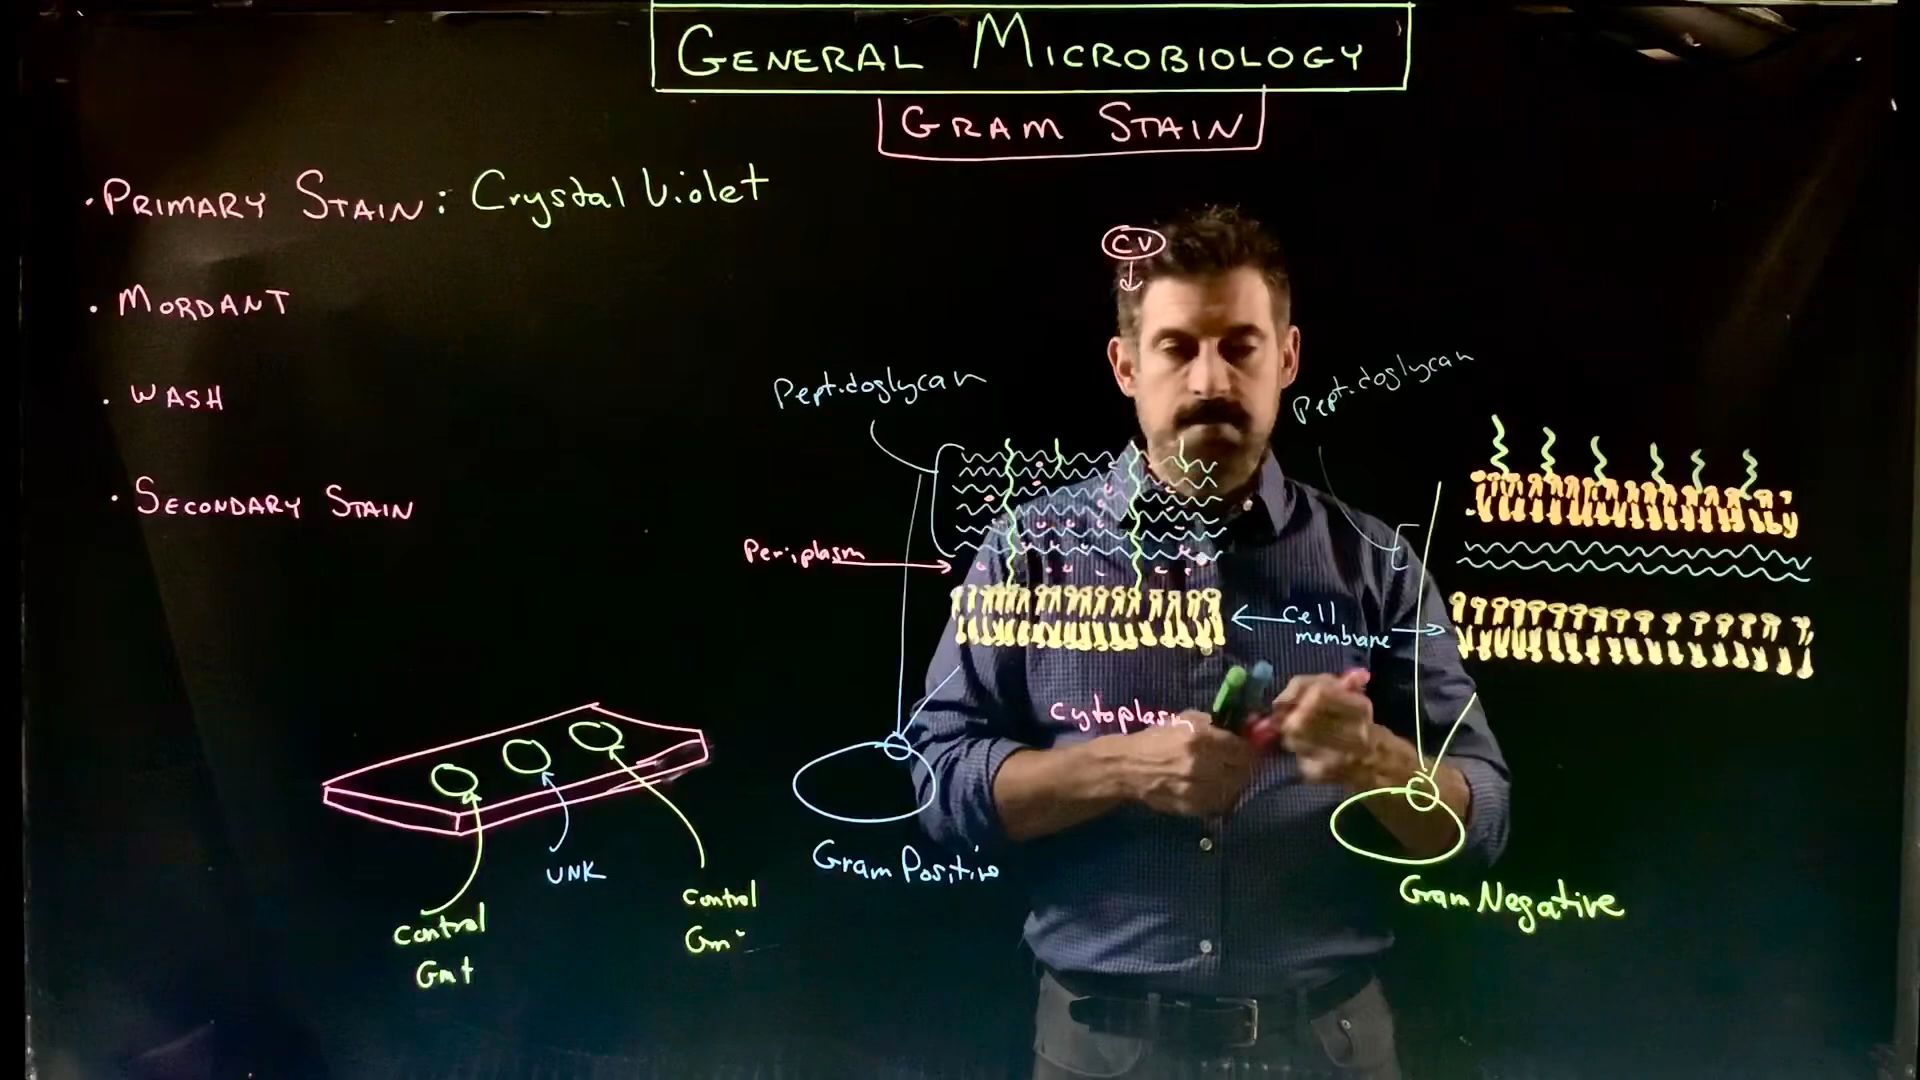 GENERAL MICROBIOLOGY
GRAM STAIN
• PRIMARY STAIN: Crystal Violet
• MORDANT
• WASH
• SECONDARY STAIN
CV
Peptidoglycan
Peptidoglycan
Periplasm
Cell
membrane
Cytoplasm
Gram Positive
Gram Negative
UNK
Control
Gm+
Control
Gm-